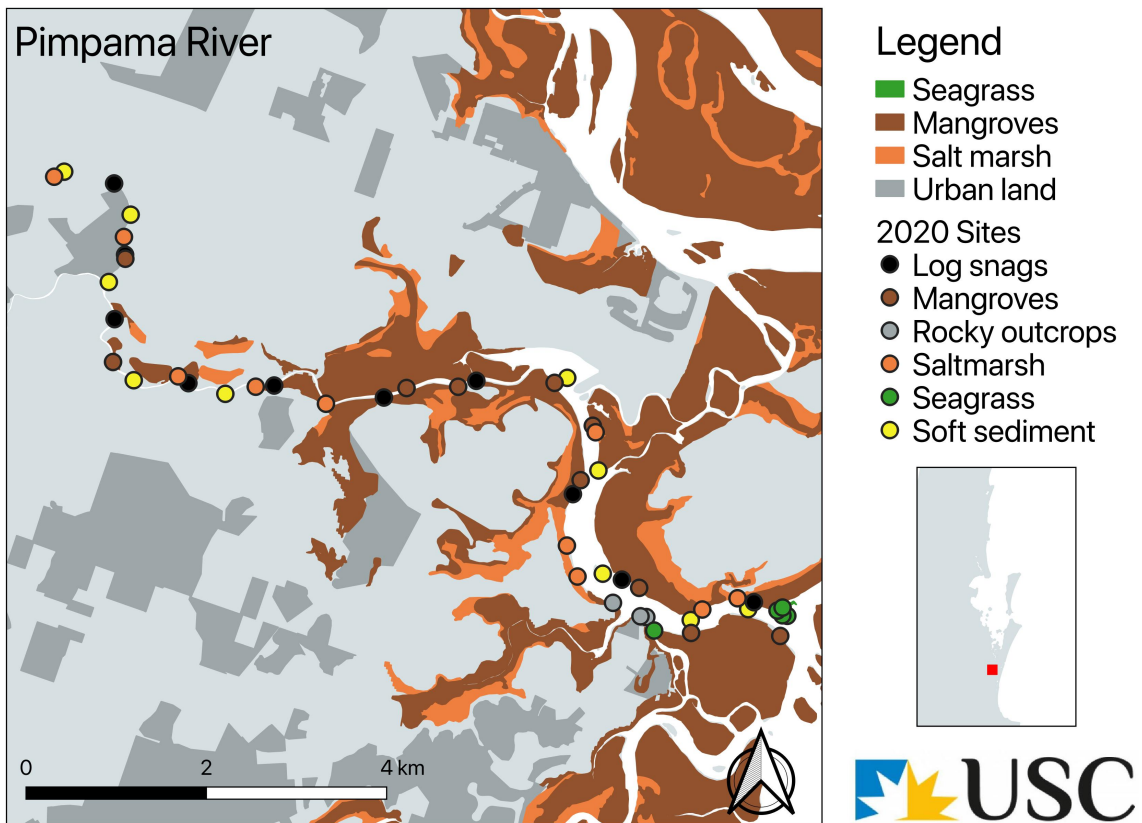 Pimpama River
Legend
Seagrass
Mangroves
Salt marsh
Urban land
2020 Sites
Log snags
Mangroves
Rocky outcrops
Saltmarsh
Seagrass
Soft sediment
0 2 4 km
USC